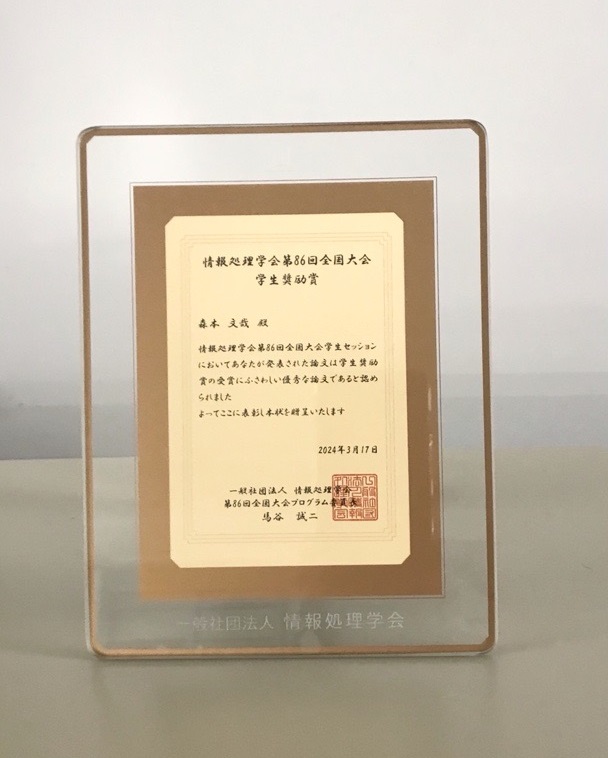 情報処理学会第86回全国大会
学生奨励賞
森本 文哉 殿
情報処理学会第86回全国大会学生セッション
においてあなたが発表された論文は学生奨励
賞の受賞にふさわしい優秀な論文であると認め
られました
よってここに表彰し本状を贈呈いたします
2024年3月17日
一般社団法人 情報処理学会
第86回全国大会プログラム委員長
馬谷 誠二
一般社団法人 情報処理学会